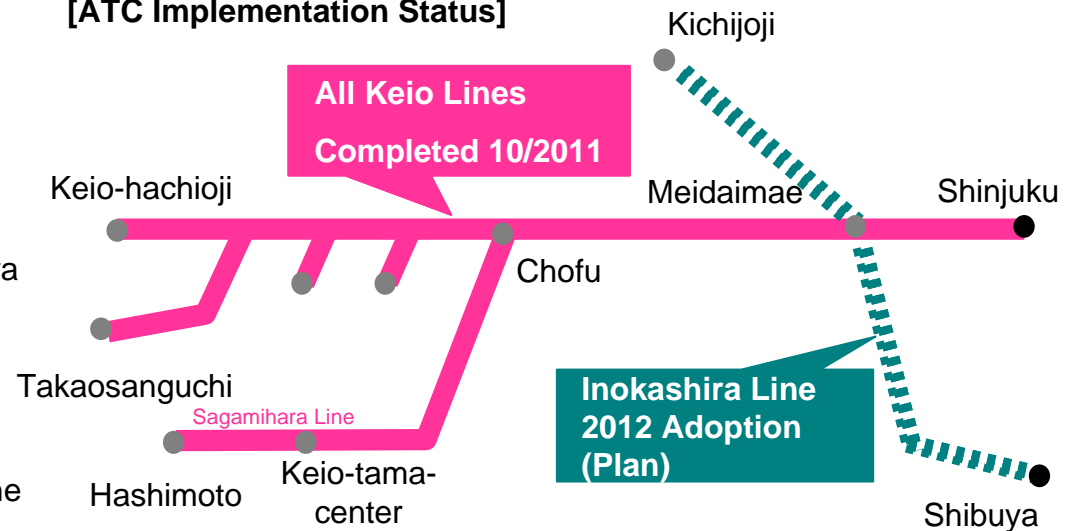 [ATC Implementation Status]
Kichijoji
All Keio Lines
Completed 10/2011
Keio-hachioji
Meidaimae
Shinjuku
Chofu
Takaosanguchi
Inokashira Line
2012 Adoption
(Plan)
Sagamihara Line
Hashimoto
Keio-tama-
center
Shibuya